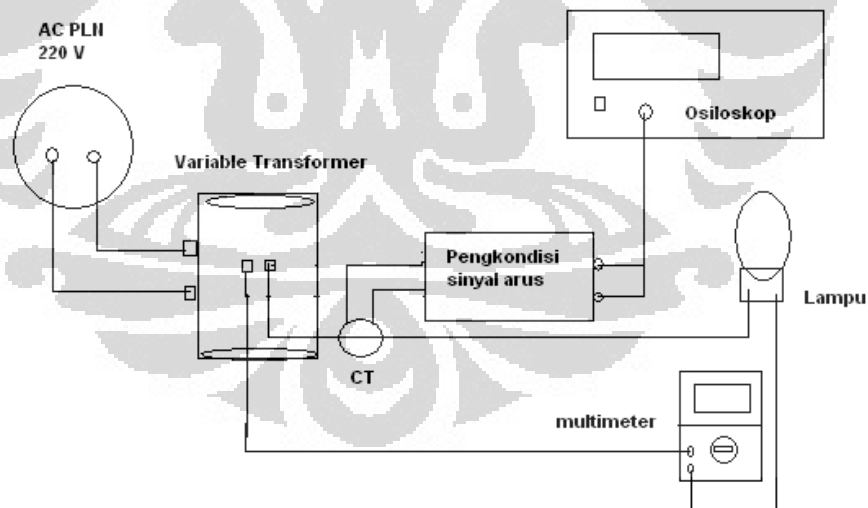 AC PLN
220 V
Osiloskop
Variable Transformer
Pengkondisi
sinyal arus
Lampu
CT
multimeter